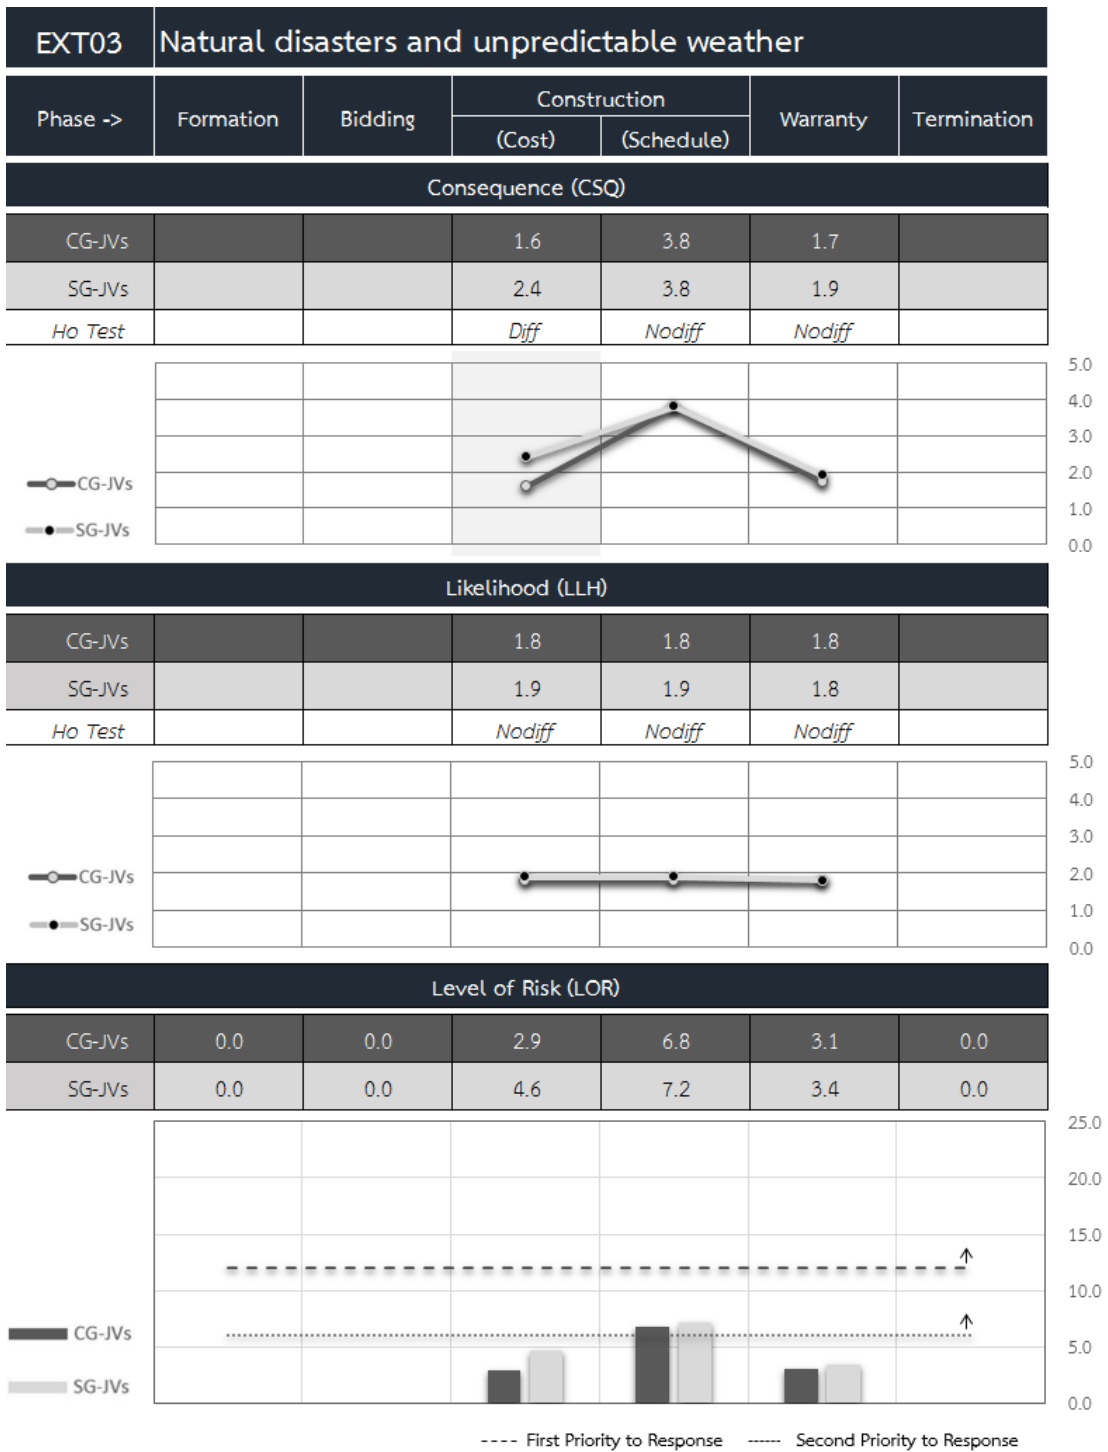 EXT03 Natural disasters and unpredictable weather
Phase -> Formation Bidding Construction Warranty Termination
(Cost) (Schedule)
Consequence (CSQ)
CG-JVs 1.6 3.8 1.7
SG-JVs 2.4 3.8 1.9
Ho Test Diff Nodiff Nodiff
5.0
4.0
3.0
2.0
CG-JVs
1.0
SG-JVs
0.0
Likelihood (LLH)
CG-JVs 1.8 1.8 1.8
SG-JVs 1.9 1.9 1.8
Ho Test Nodiff Nodiff Nodiff
5.0
4.0
3.0
CG-JVs 2.0
1.0
SG-JVs
0.0
Level of Risk (LOR)
CG-JVs 0.0 0.0 2.9 6.8 3.1 0.0
SG-JVs 0.0 0.0 4.6 7.2 3.4 0.0
25.0
20.0
15.0
10.0
CG-JVs
5.0
SG-JVs
0.0
First Priority to Response Second Priority to Response